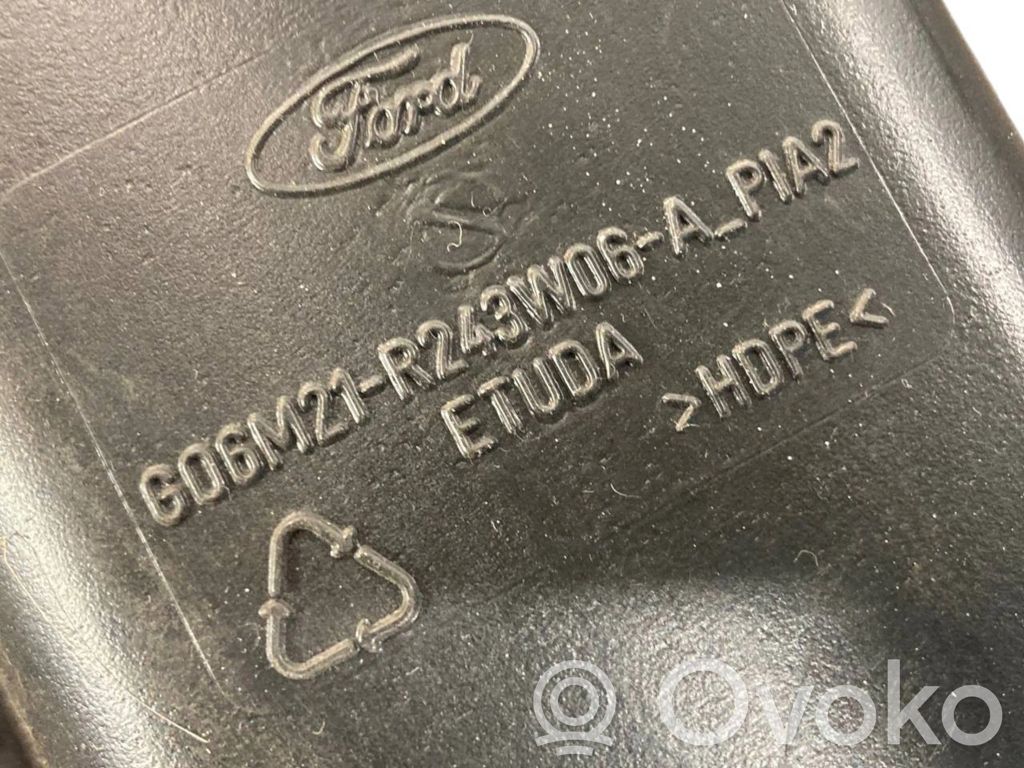 Ford
G06M21-R243W06-A_PIA2
ETUDA
>HDPE<
Ovoko